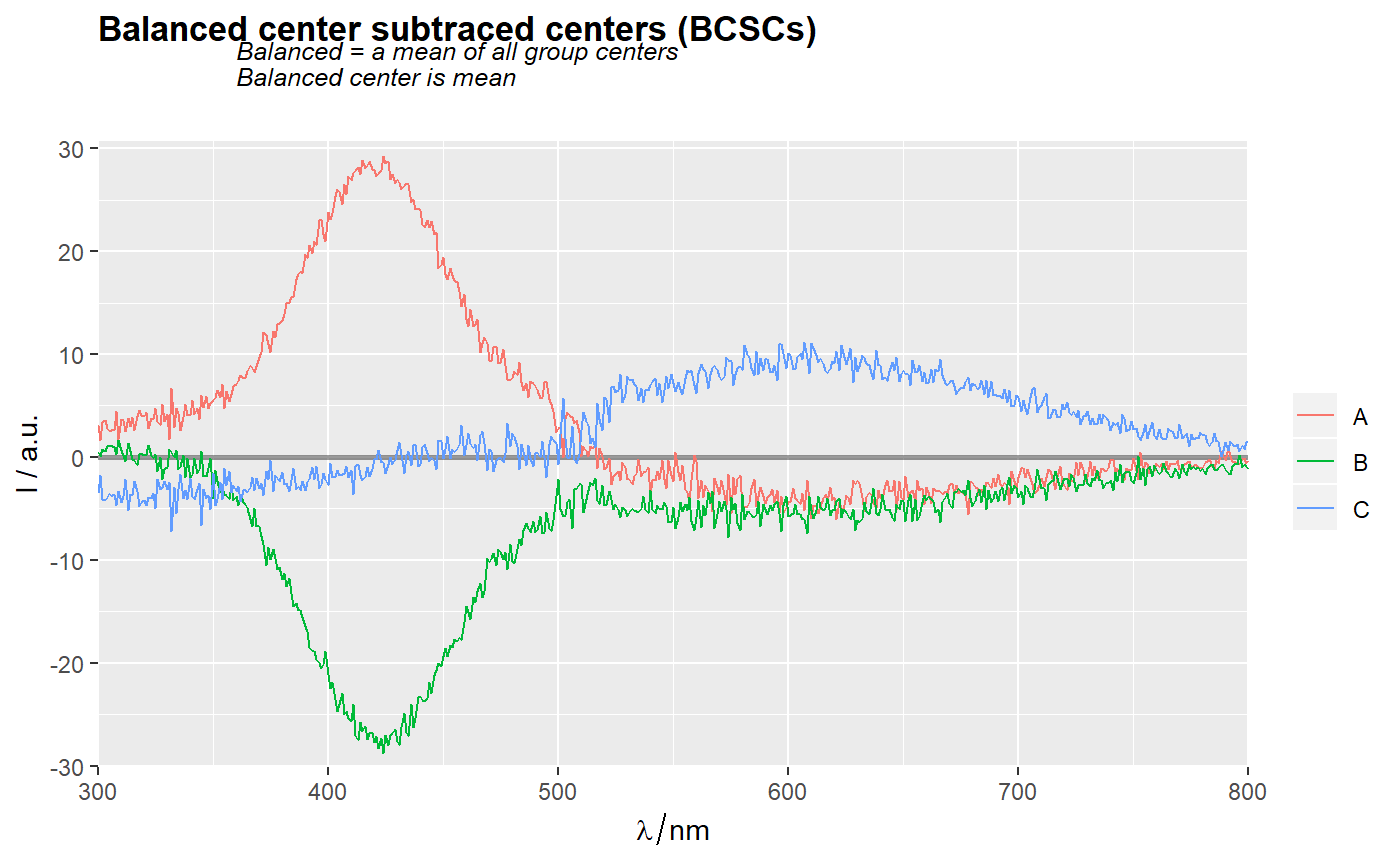 Balanced center subtraced centers (BCSCs)
Balanced = a mean of all group centers
Balanced center is mean
30
20
10
0
-10
-20
-30
I / a.u.
300
400
500
600
700
800
λ/nm
A
B
C